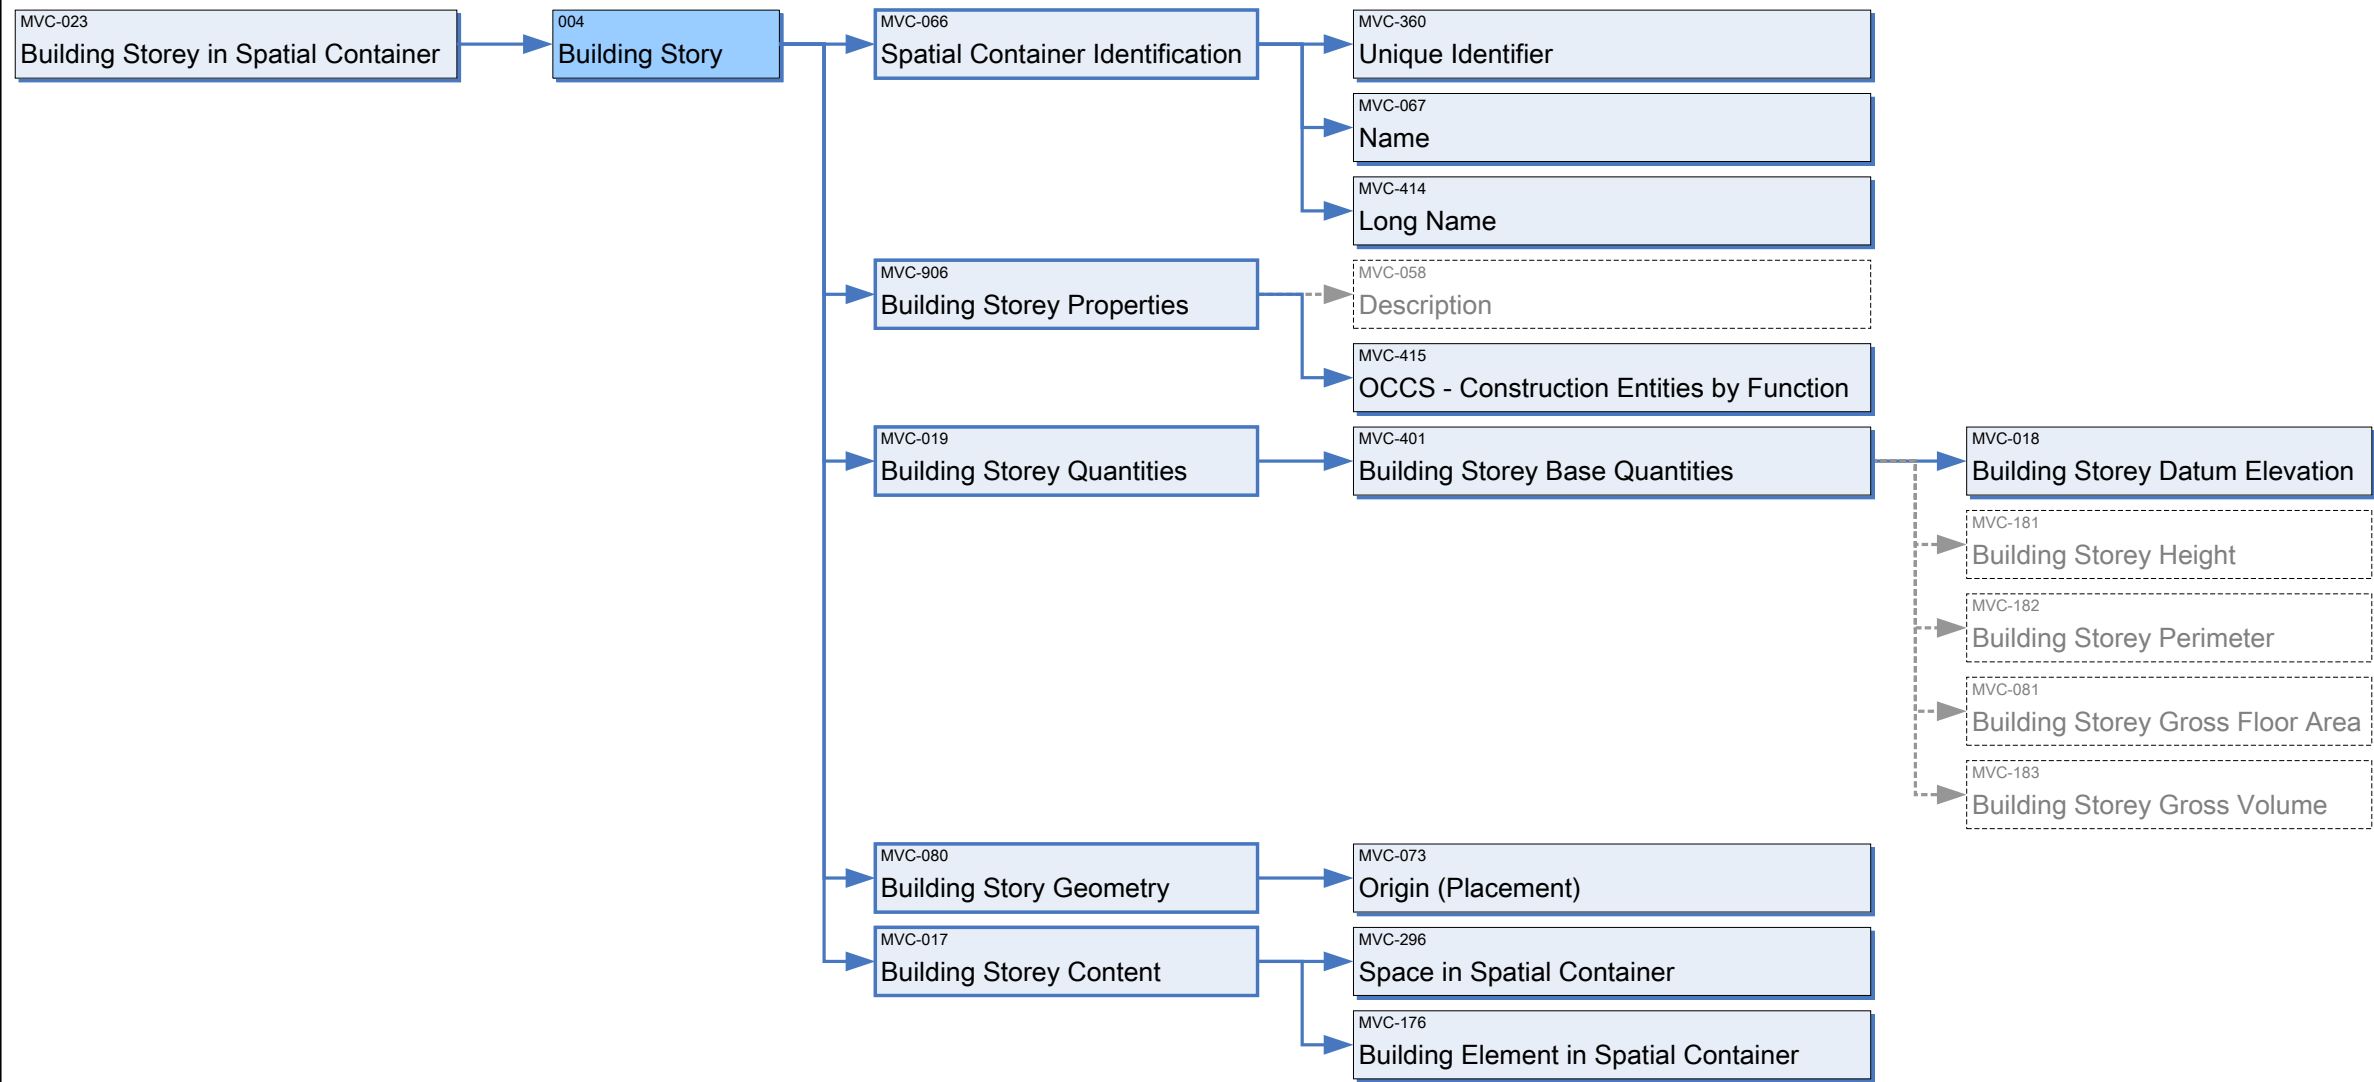 MVC-023
Building Storey in Spatial Container
004
Building Story
MVC-066
Spatial Container Identification
MVC-360
Unique Identifier
MVC-067
Name
MVC-414
Long Name
MVC-906
Building Storey Properties
MVC-058
Description
MVC-415
OCCS - Construction Entities by Function
MVC-019
Building Storey Quantities
MVC-401
Building Storey Base Quantities
MVC-018
Building Storey Datum Elevation
MVC-181
Building Storey Height
MVC-182
Building Storey Perimeter
MVC-081
Building Storey Gross Floor Area
MVC-183
Building Storey Gross Volume
MVC-080
Building Story Geometry
MVC-073
Origin (Placement)
MVC-017
Building Storey Content
MVC-296
Space in Spatial Container
MVC-176
Building Element in Spatial Container